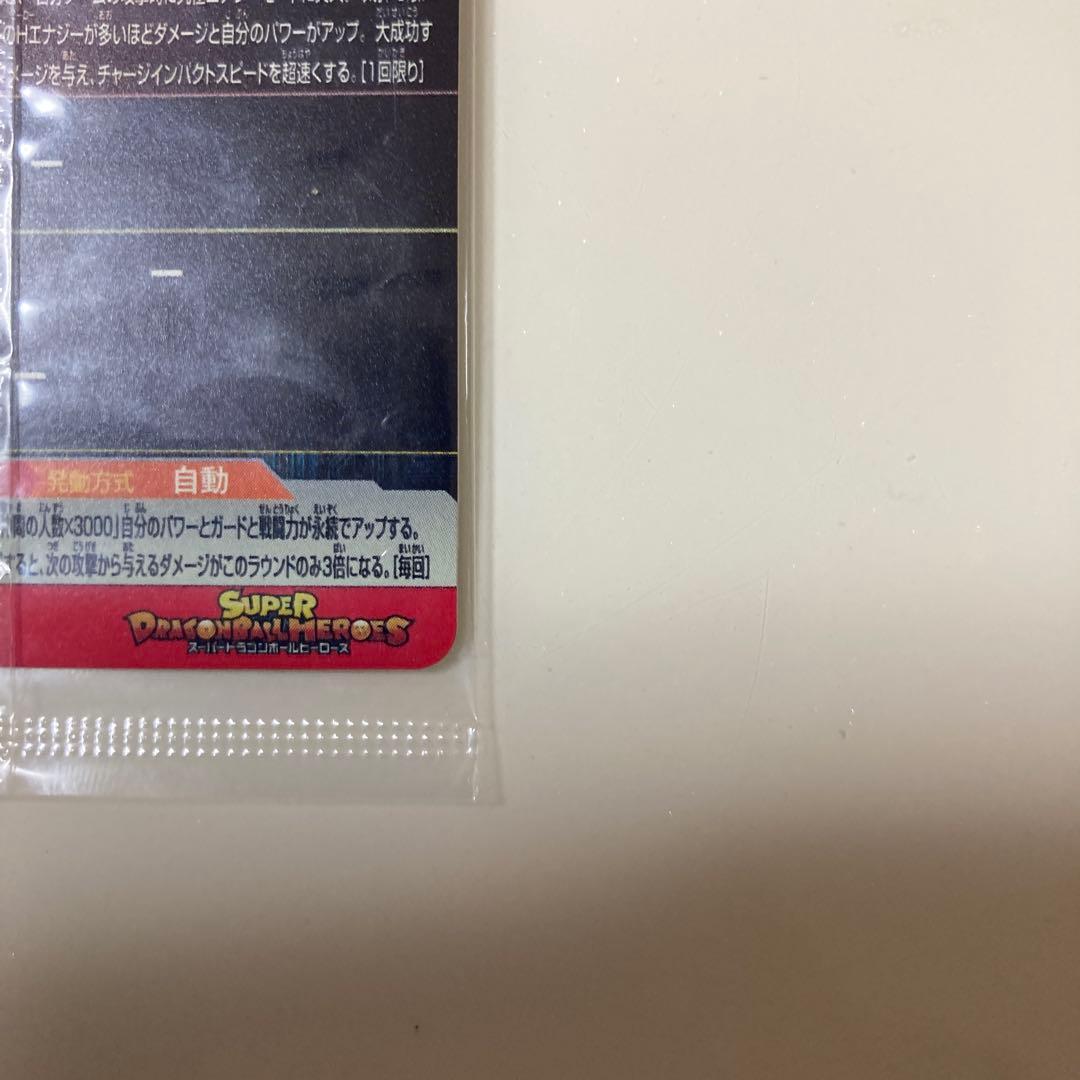 のHエナジーが多いほどダメージと自分のパワーがアップ。大成功す
メージを与え、チャージインパクトスピードを超速くする。[1回限り]
発動方式 自動
間の人数×3000」自分のパワーとガードと戦闘力が永続でアップする。
すると、次の攻撃から与えるダメージがこのラウンドのみ3倍になる。[毎回]
SUPER
DRAGONBALL HEROES
スーパードラゴンボールヒーローズ